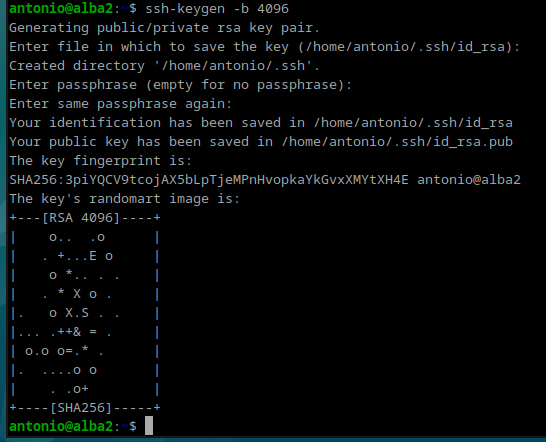 antonio@alba2:~$ ssh-keygen -b 4096
Generating public/private rsa key pair.
Enter file in which to save the key (/home/antonio/.ssh/id_rsa):
Created directory '/home/antonio/.ssh'.
Enter passphrase (empty for no passphrase):
Enter same passphrase again:
Your identification has been saved in /home/antonio/.ssh/id_rsa
Your public key has been saved in /home/antonio/.ssh/id_rsa.pub
The key fingerprint is:
SHA256:3piYQCV9tcojAX5bLpTjeMPnHvopkaYkGvxXMYtXH4E antonio@alba2
The key's randomart image is:
+---[RSA 4096]----+
|    o..  .o      |
|   . +...E o     |
|    o *.. . .    |
|   . * X o .     |
|.   o X.S . .    |
|... .++& = .     |
| o.o o=.* .      |
|.  ....o o       |
|    . .o+        |
+----[SHA256]-----+
antonio@alba2:~$